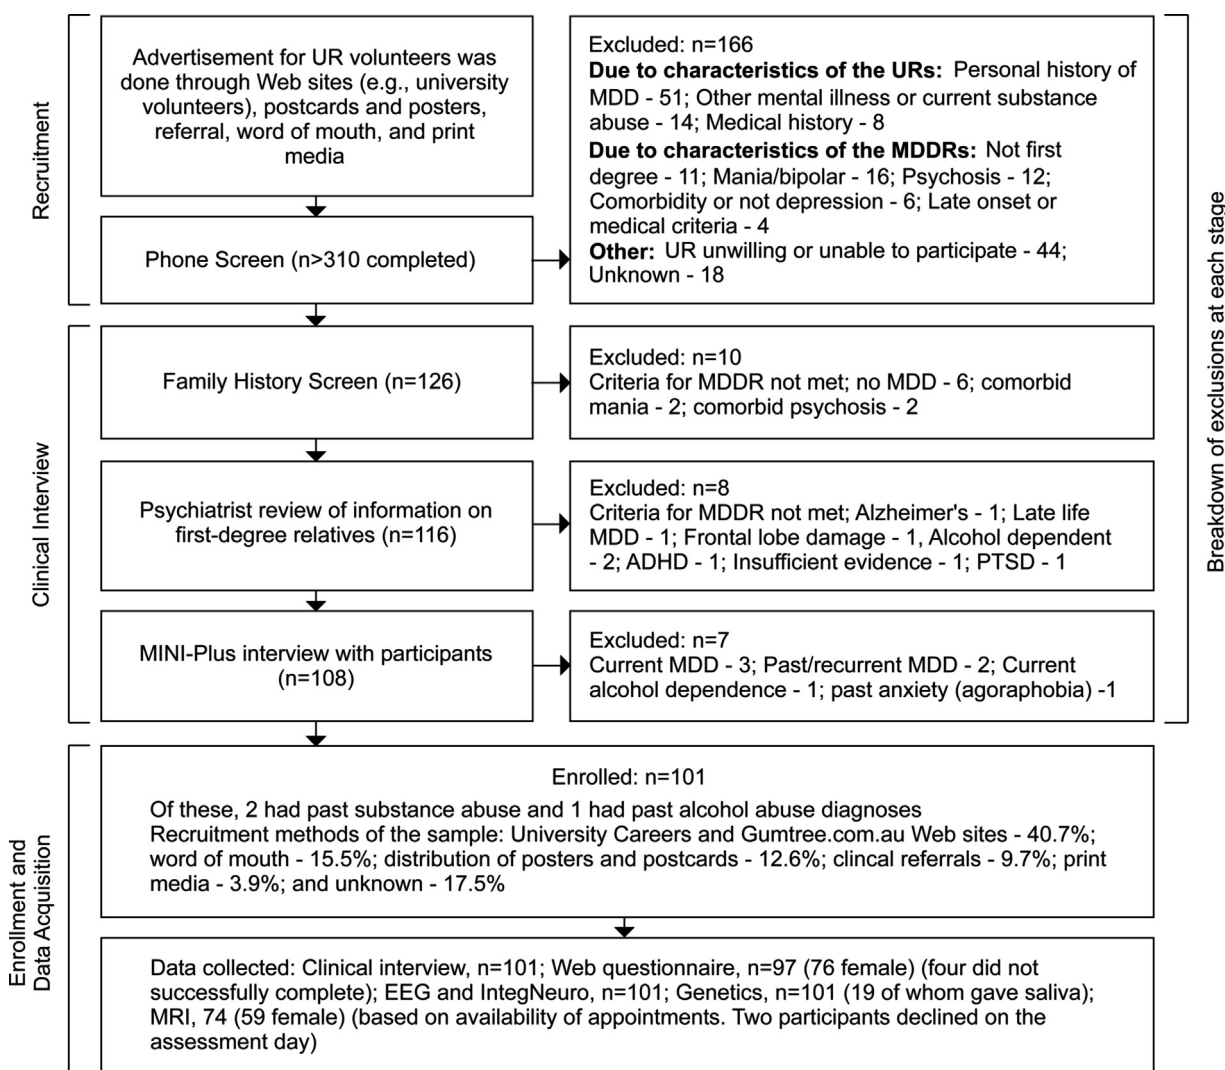 Recruitment
Advertisement for UR volunteers was
done through Web sites (e.g., university
volunteers), postcards and posters,
referral, word of mouth, and print
media
Excluded: n=166
Due to characteristics of the URs: Personal history of
MDD - 51; Other mental illness or current substance
abuse - 14; Medical history - 8
Due to characteristics of the MDDRs: Not first
degree - 11; Mania/bipolar - 16; Psychosis - 12;
Comorbidity or not depression - 6; Late onset or
medical criteria - 4
Other: UR unwilling or unable to participate - 44;
Unknown - 18
Phone Screen (n>310 completed)
Breakdown of exclusions at each stage
Clinical Interview
Family History Screen (n=126)
Excluded: n=10
Criteria for MDDR not met; no MDD - 6; comorbid
mania - 2; comorbid psychosis - 2
Psychiatrist review of information on
first-degree relatives (n=116)
Excluded: n=8
Criteria for MDDR not met; Alzheimer's - 1; Late life
MDD - 1; Frontal lobe damage - 1, Alcohol dependent
- 2; ADHD - 1; Insufficient evidence - 1; PTSD - 1
MINI-Plus interview with participants
(n=108)
Excluded: n=7
Current MDD - 3; Past/recurrent MDD - 2; Current
alcohol dependence - 1; past anxiety (agoraphobia) -1
Enrollment and
Data Acquisition
Enrolled: n=101
Of these, 2 had past substance abuse and 1 had past alcohol abuse diagnoses
Recruitment methods of the sample: University Careers and Gumtree.com.au Web sites - 40.7%;
word of mouth - 15.5%; distribution of posters and postcards - 12.6%; clincal referrals - 9.7%; print
media - 3.9%; and unknown - 17.5%
Data collected: Clinical interview, n=101; Web questionnaire, n=97 (76 female) (four did not
successfully complete); EEG and IntegNeuro, n=101; Genetics, n=101 (19 of whom gave saliva);
MRI, 74 (59 female) (based on availability of appointments. Two participants declined on the
assessment day)